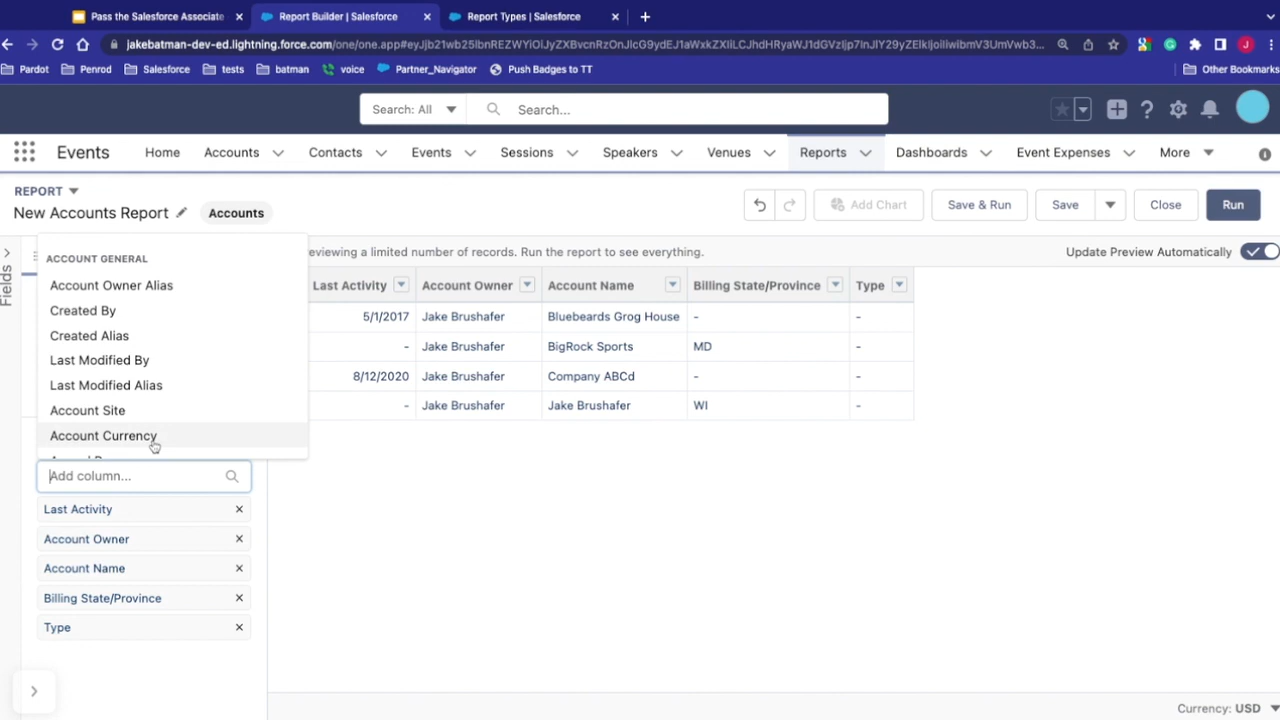 Pass the Salesforce Associate
Report Builder | Salesforce
Report Types | Salesforce
jakebatman-dev-ed.lightning.force.com
Pardot
Penrod
Salesforce
tests
batman
voice
Partner_Navigator
Push Badges to TT
Other Bookmarks
Search: All
Search...
Events
Home
Accounts
Contacts
Events
Sessions
Speakers
Venues
Reports
Dashboards
Event Expenses
More
REPORT
New Accounts Report
Accounts
Add Chart
Save & Run
Save
Close
Run
Fields
ACCOUNT GENERAL
Account Owner Alias
Created By
Created Alias
Last Modified By
Last Modified Alias
Account Site
Account Currency
Add column...
Last Activity
Account Owner
Account Name
Billing State/Province
Type
reviewing a limited number of records. Run the report to see everything.
Update Preview Automatically
Last Activity Account Owner Account Name Billing State/Province Type
5/1/2017 Jake Brushafer Bluebeards Grog House - -
- Jake Brushafer BigRock Sports MD -
8/12/2020 Jake Brushafer Company ABCd - -
- Jake Brushafer Jake Brushafer WI -
Currency: USD